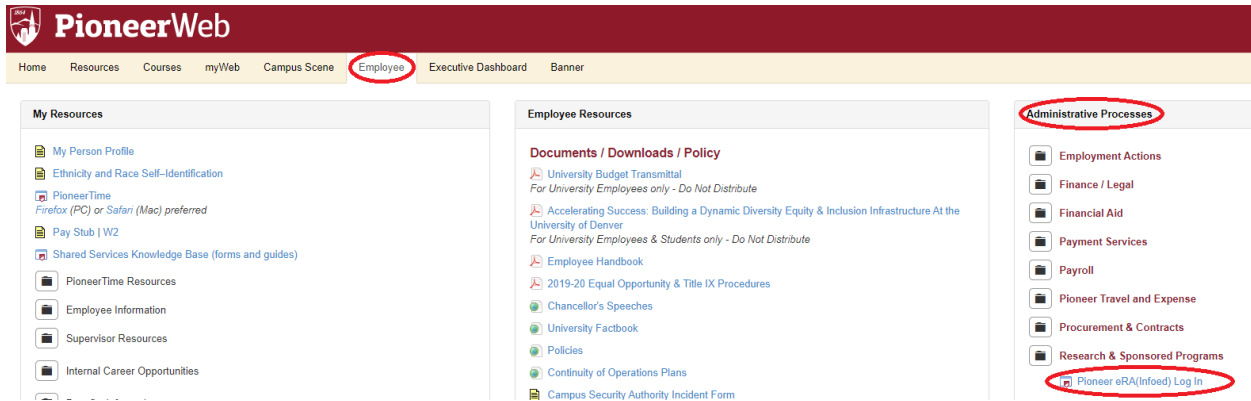 1864
PioneerWeb
Home Resources Courses myWeb Campus Scene Employee Executive Dashboard Banner
My Resources
My Person Profile
Ethnicity and Race Self–Identification
PioneerTime
Firefox (PC) or Safari (Mac) preferred
Pay Stub | W2
Shared Services Knowledge Base (forms and guides)
PioneerTime Resources
Employee Information
Supervisor Resources
Internal Career Opportunities
Employee Resources
Documents / Downloads / Policy
University Budget Transmittal
For University Employees only - Do Not Distribute
Accelerating Success: Building a Dynamic Diversity Equity & Inclusion Infrastructure At the
University of Denver
For University Employees & Students only - Do Not Distribute
Employee Handbook
2019-20 Equal Opportunity & Title IX Procedures
Chancellor's Speeches
University Factbook
Policies
Continuity of Operations Plans
Campus Security Authority Incident Form
Administrative Processes
Employment Actions
Finance / Legal
Financial Aid
Payment Services
Payroll
Pioneer Travel and Expense
Procurement & Contracts
Research & Sponsored Programs
Pioneer eRA(Infoed) Log In